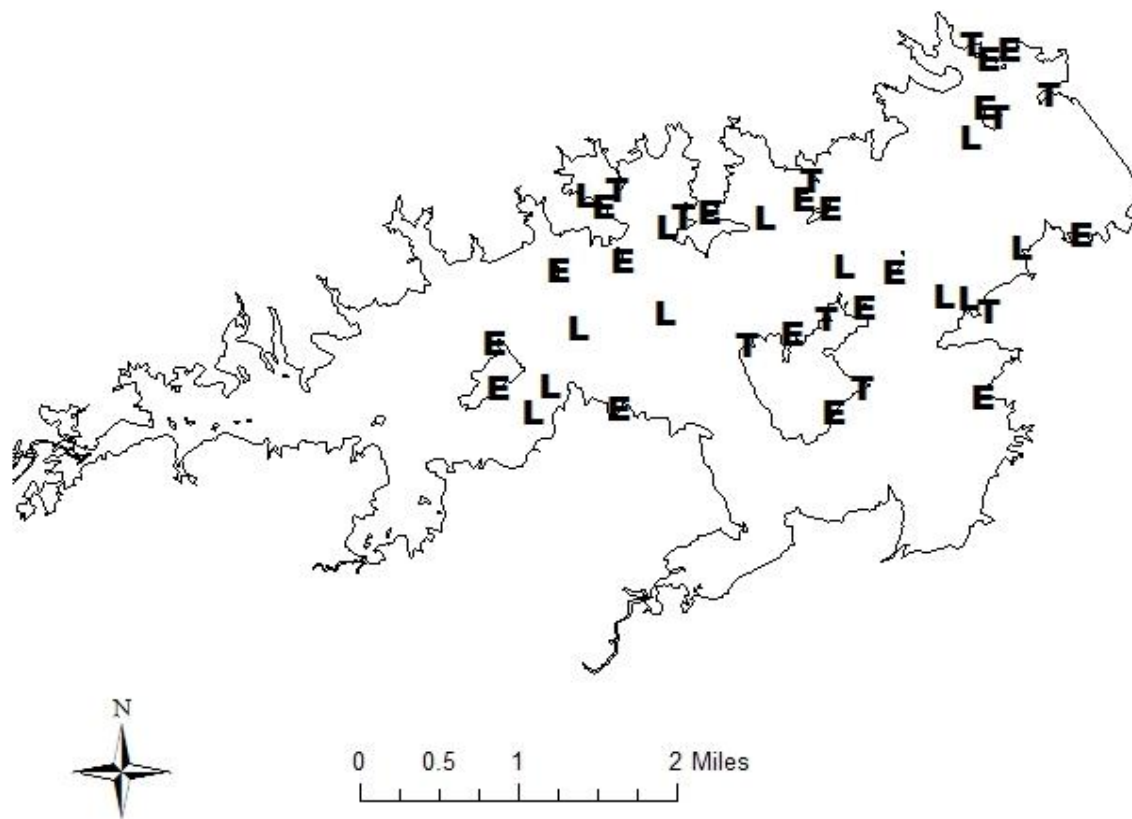 T E E
E T T
L
T
L E T
E E
L T E L
E
L
E E
L E
L L T
L L
T E T E
E
E L L
E T E
E
N
0 0.5 1 2 Miles